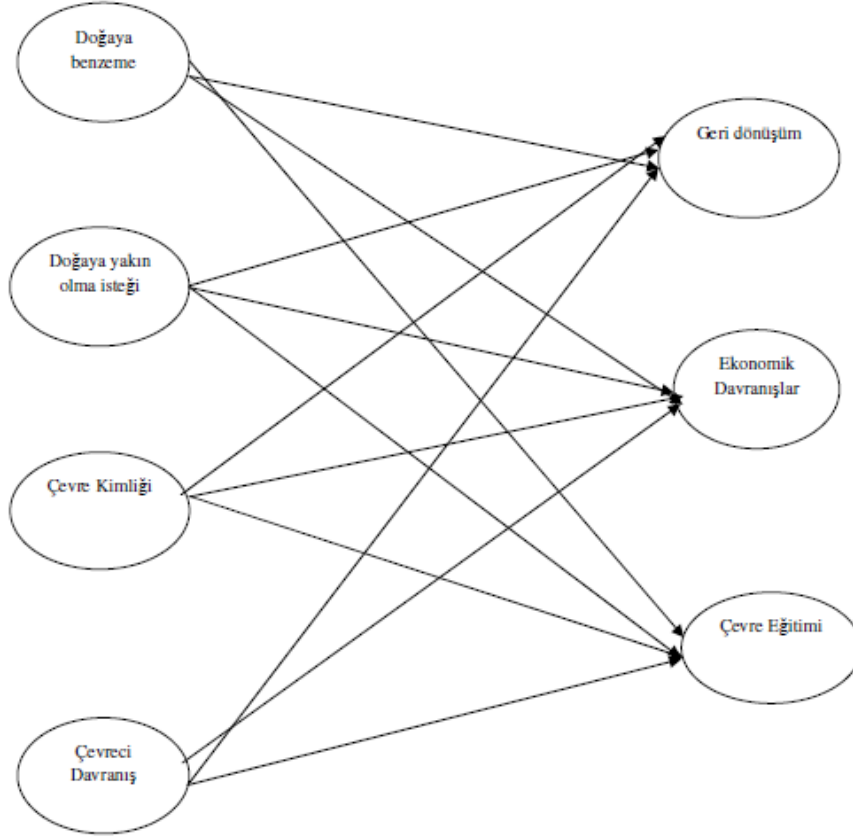 Doğaya
benzeme
Geri dönüşüm
Doğaya yakın
olma isteği
Ekonomik
Davranışlar
Çevre Kimliği
Çevre Eğitimi
Çevreci
Davranış